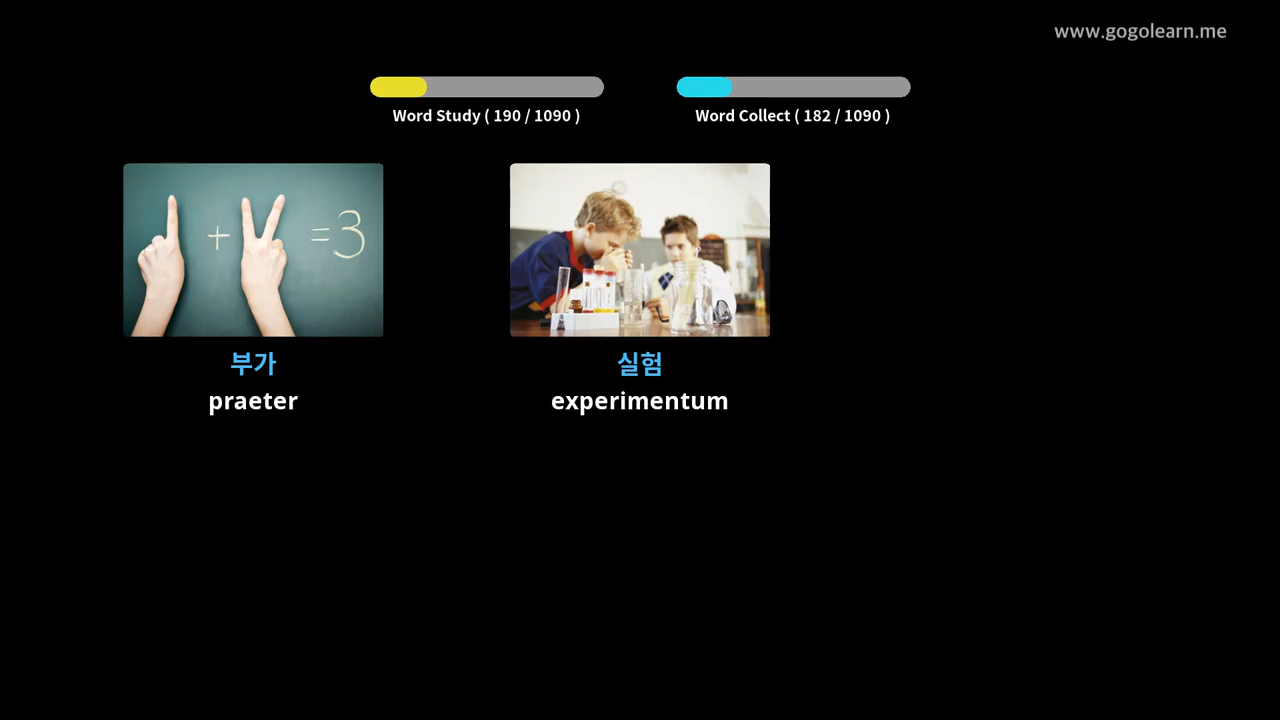 www.gogolearn.me
Word Study ( 190 / 1090 )
Word Collect ( 182 / 1090 )
+ =3
부가
praeter
실험
experimentum